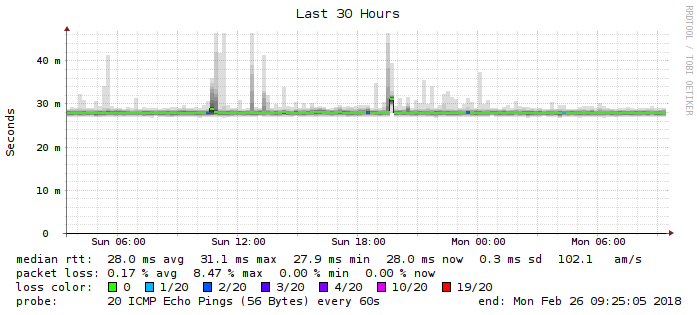 Last 30 Hours
RRDTOOL / TOBI OETIKER
Seconds
40 m
30 m
20 m
10 m
0
Sun 06:00 Sun 12:00 Sun 18:00 Mon 00:00 Mon 06:00
median rtt: 28.0 ms avg 31.1 ms max 27.9 ms min 28.0 ms now 0.3 ms sd 102.1 am/s
packet loss: 0.17 % avg 8.47 % max 0.00 % min 0.00 % now
loss color: 0 1/20 2/20 3/20 4/20 10/20 19/20
probe: 20 ICMP Echo Pings (56 Bytes) every 60s end: Mon Feb 26 09:25:05 2018